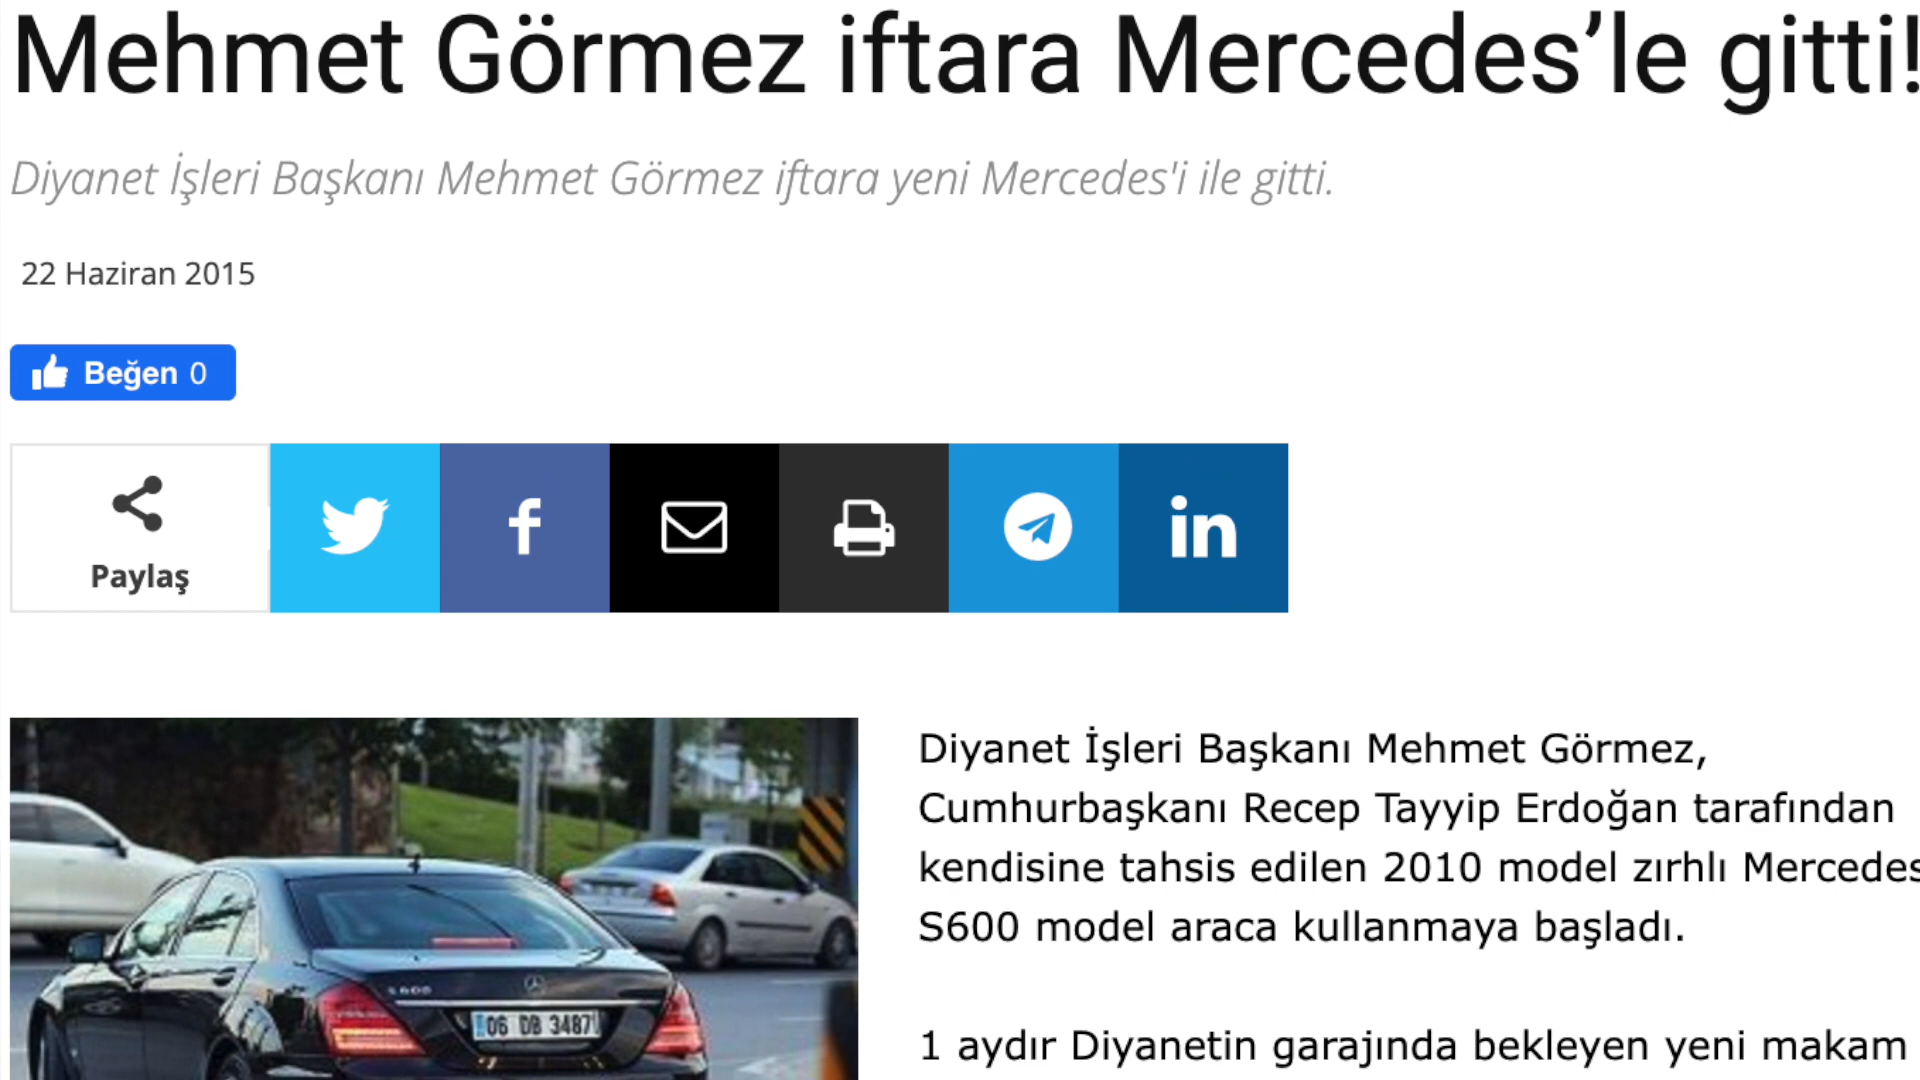 Mehmet Görmez iftara Mercedes’le gitti!
Diyanet İşleri Başkanı Mehmet Görmez iftara yeni Mercedes'i ile gitti.
22 Haziran 2015
Beğen 0
Paylaş
f
in
Diyanet İşleri Başkanı Mehmet Görmez,
Cumhurbaşkanı Recep Tayyip Erdoğan tarafından
kendisine tahsis edilen 2010 model zırhlı Mercedes
S600 model araca kullanmaya başladı.
S 600
06 DB 3487
1 aydır Diyanetin garajında bekleyen yeni makam